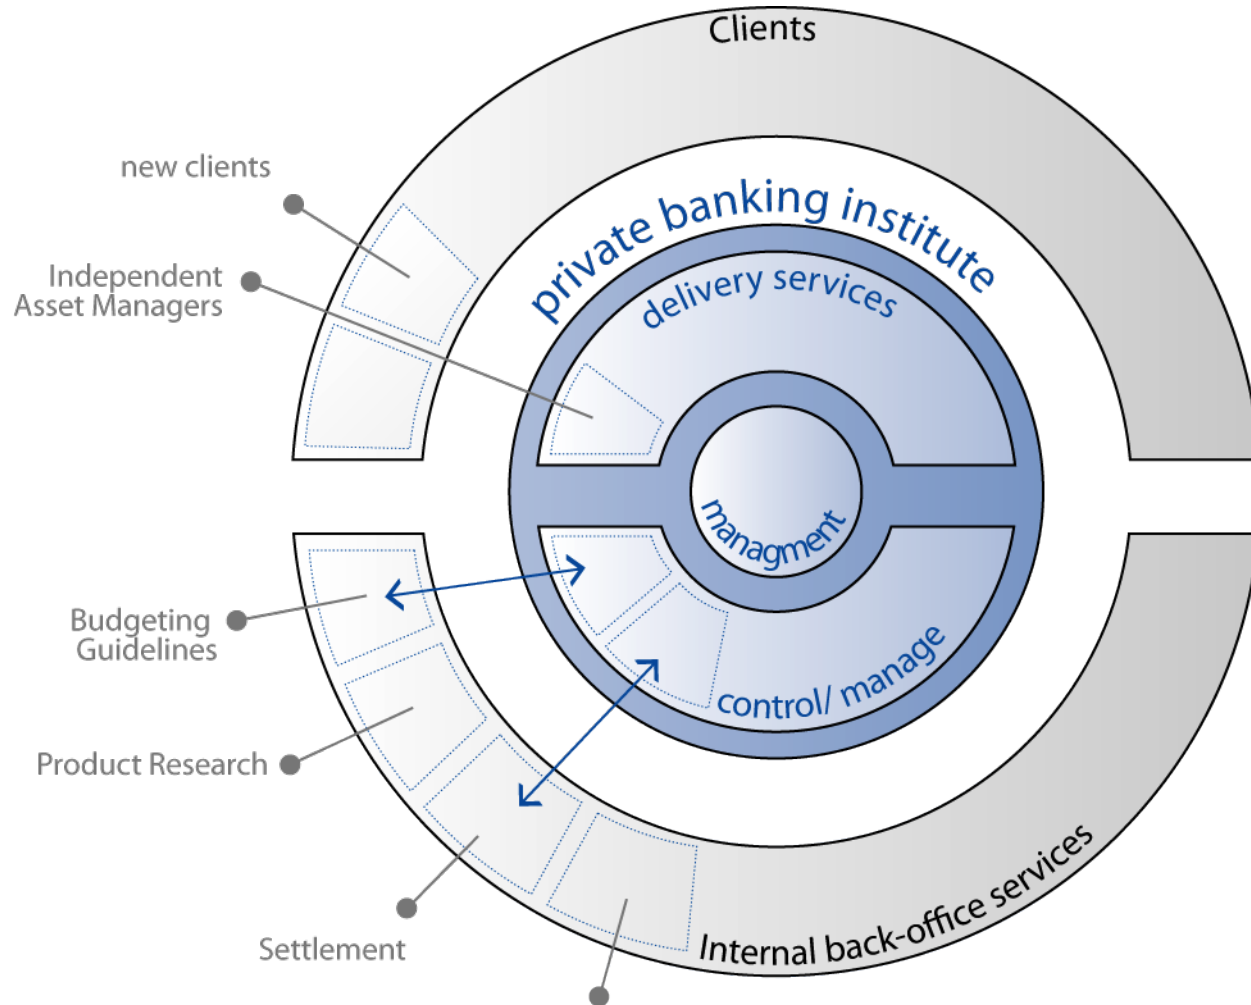 Clients
new clients
private banking institute
Independent
Asset Managers
delivery services
managment
Budgeting
Guidelines
control/ manage
Product Research
Internal back-office services
Settlement